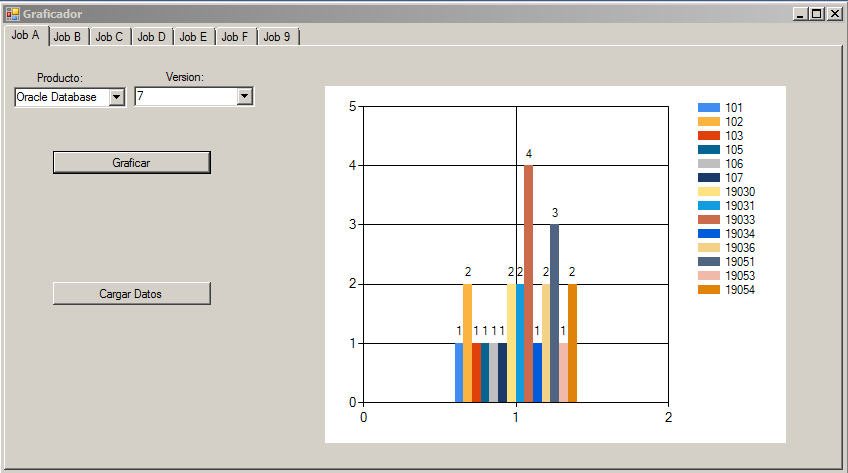 Graficador
Job A Job B Job C Job D Job E Job F Job 9
Producto: Version:
Oracle Database 7
Graficar
Cargar Datos
5
4
3
2
1
0
0 1 2
1 2 1 1 1 1 2 2 4 1 2 3 1 2
101
102
103
105
106
107
19030
19031
19033
19034
19036
19051
19053
19054